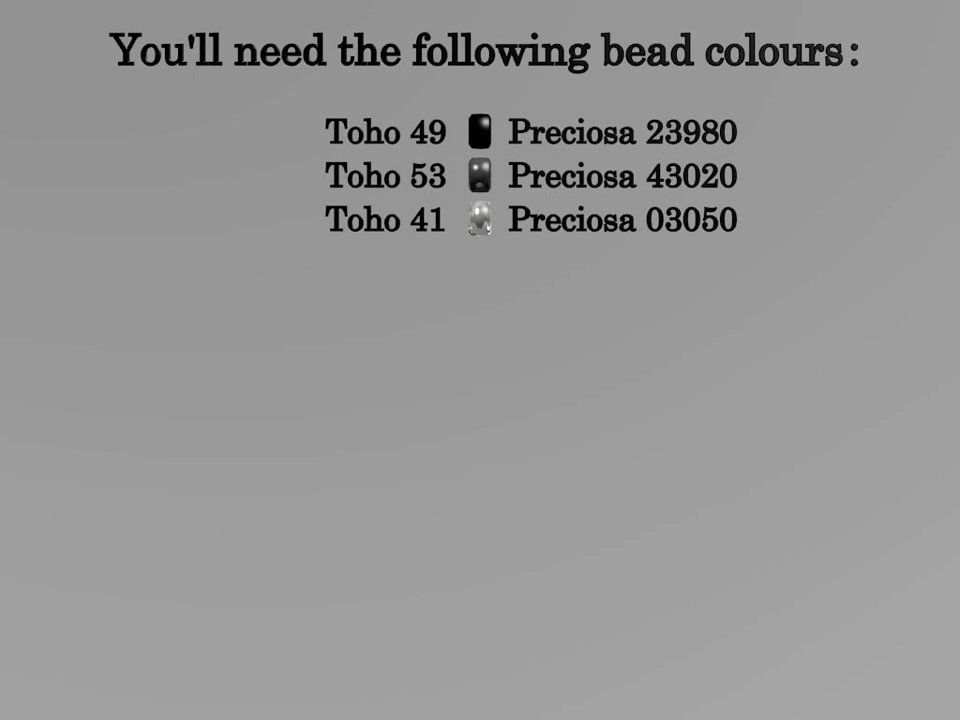 You'll need the following bead colours:
Toho 49 Preciosa 23980
Toho 53 Preciosa 43020
Toho 41 Preciosa 03050